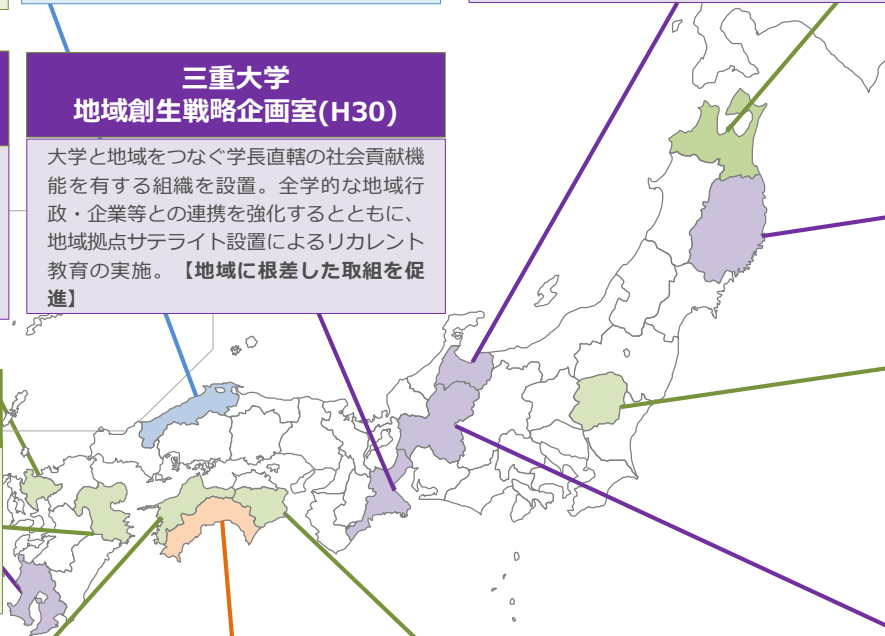 三重大学
地域創生戦略企画室(H30)
大学と地域をつなぐ学長直轄の社会貢献機
能を有する組織を設置。全学的な地域行
政・企業等との連携を強化するとともに、
地域拠点サテライト設置によるリカレント
教育の実施。【地域に根差した取組を促
進】